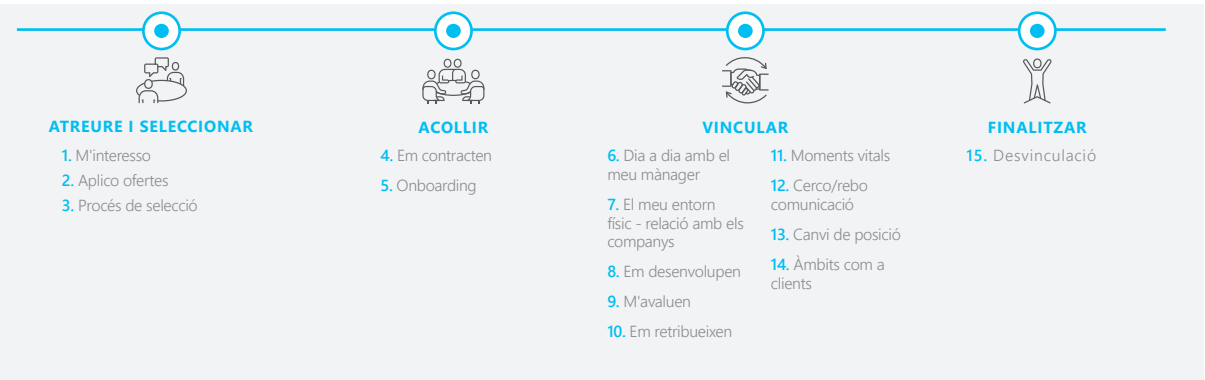 ATREURE I SELECCIONAR
1. M'interesso
2. Aplico ofertes
3. Procés de selecció
ACOLLIR
4. Em contracten
5. Onboarding
VINCULAR
6. Dia a dia amb el
meu mànager
7. El meu entorn
físic - relació amb els
companys
8. Em desenvolupen
9. M'avaluen
10. Em retribueixen
11. Moments vitals
12. Cerco/rebo
comunicació
13. Canvi de posició
14. Àmbits com a
clients
FINALITZAR
15. Desvinculació